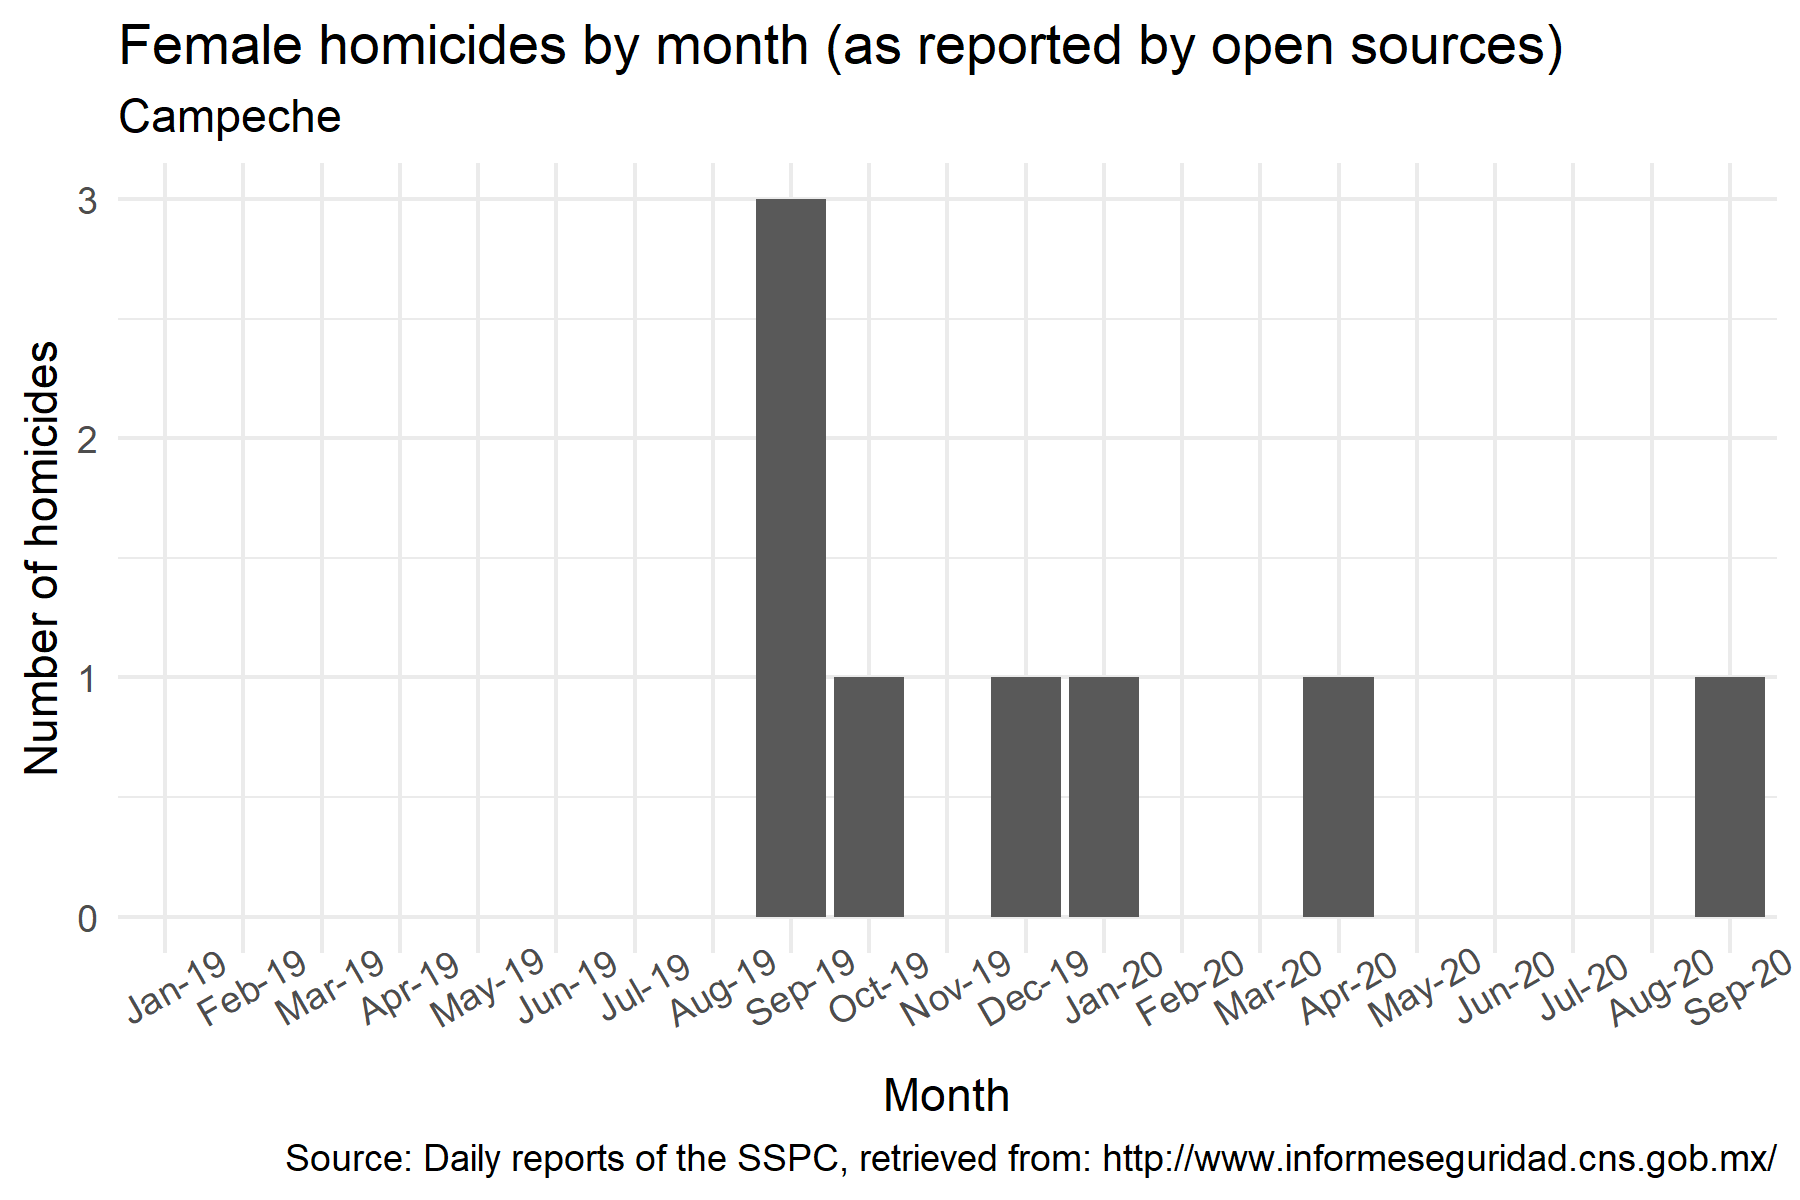 Female homicides by month (as reported by open sources)
Campeche
Number of homicides
3
2
1
0
Jan-19
Feb-19
Mar-19
Apr-19
May-19
Jun-19
Jul-19
Aug-19
Sep-19
Oct-19
Nov-19
Dec-19
Jan-20
Feb-20
Mar-20
Apr-20
May-20
Jun-20
Jul-20
Aug-20
Sep-20
Month
Source: Daily reports of the SSPC, retrieved from: http://www.informeseguridad.cns.gob.mx/